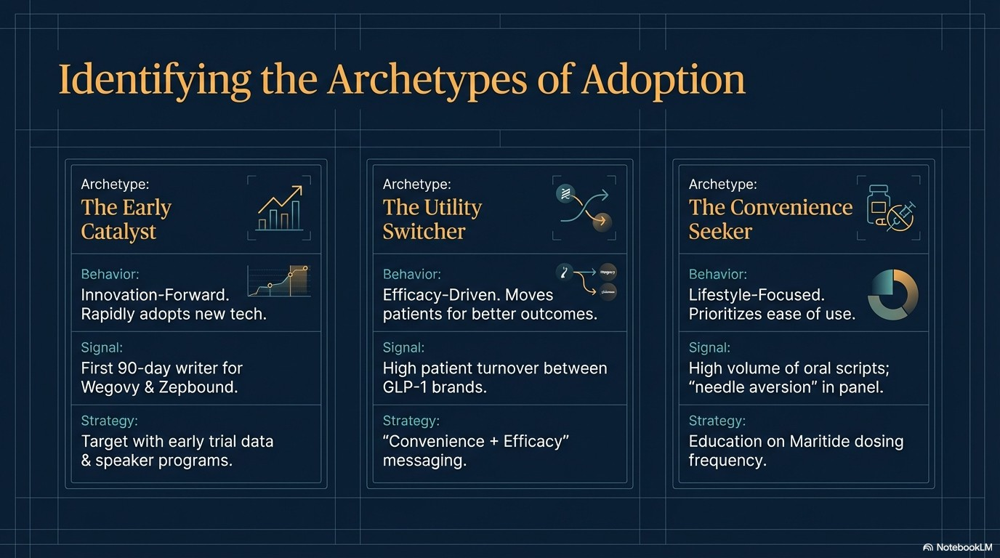 Identifying the Archetypes of Adoption
Archetype:
The Early
Catalyst
Behavior:
Innovation-Forward.
Rapidly adopts new tech.
Signal:
First 90-day writer for
Wegovy & Zepbound.
Strategy:
Target with early trial data
& speaker programs.
Archetype:
The Utility
Switcher
Behavior:
Efficacy-Driven. Moves
patients for better outcomes.
Signal:
High patient turnover between
GLP-1 brands.
Strategy:
“Convenience + Efficacy”
messaging.
Archetype:
The Convenience
Seeker
Behavior:
Lifestyle-Focused.
Prioritizes ease of use.
Signal:
High volume of oral scripts;
“needle aversion” in panel.
Strategy:
Education on Maritide dosing
frequency.
NotebookLM